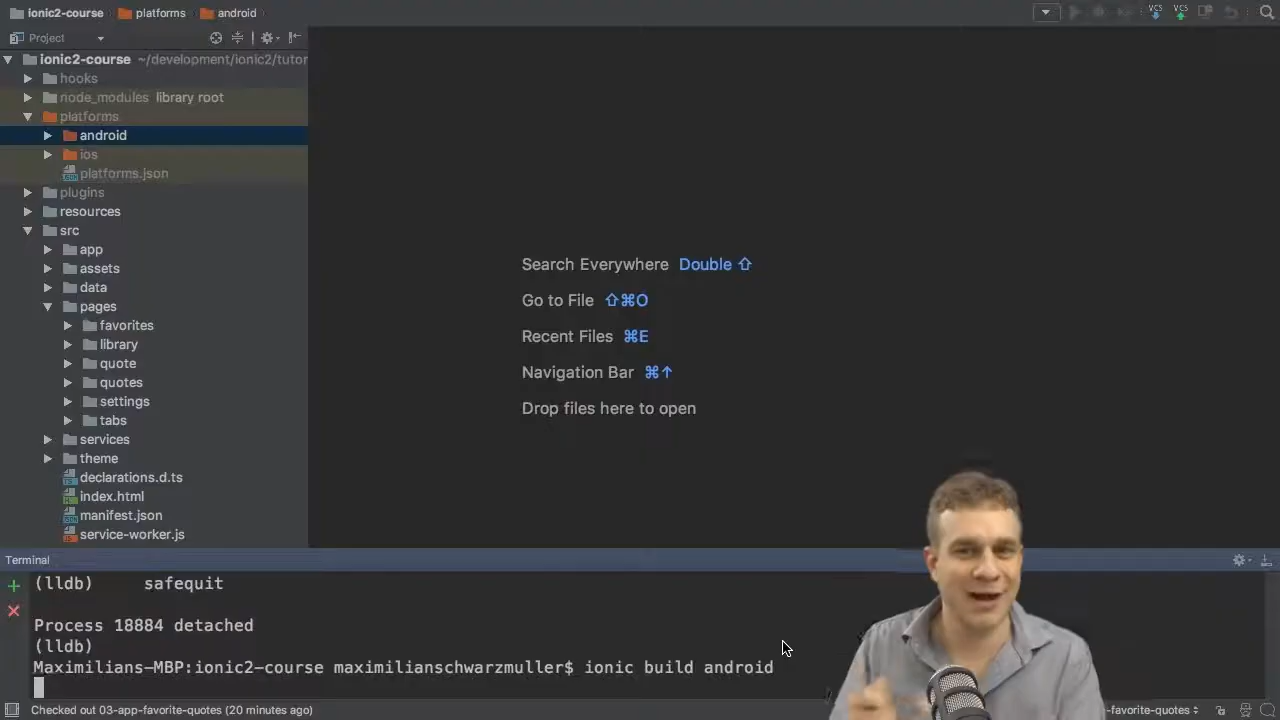 ionic2-course platforms android
Project
ionic2-course ~/development/ionic2/tutor
hooks
node_modules library root
platforms
android
ios
platforms.json
plugins
resources
src
app
assets
data
pages
favorites
library
quote
quotes
settings
tabs
services
theme
declarations.d.ts
index.html
manifest.json
service-worker.js
VCS VCS
Search Everywhere Double ⇧
Go to File ⇧⌘O
Recent Files ⌘E
Navigation Bar ⌘↑
Drop files here to open
Terminal
(lldb) safequit
Process 18884 detached
(lldb)
Maximilians-MBP:ionic2-course maximilianschwarzmuller$ ionic build android
Checked out 03-app-favorite-quotes (20 minutes ago)
-favorite-quotes